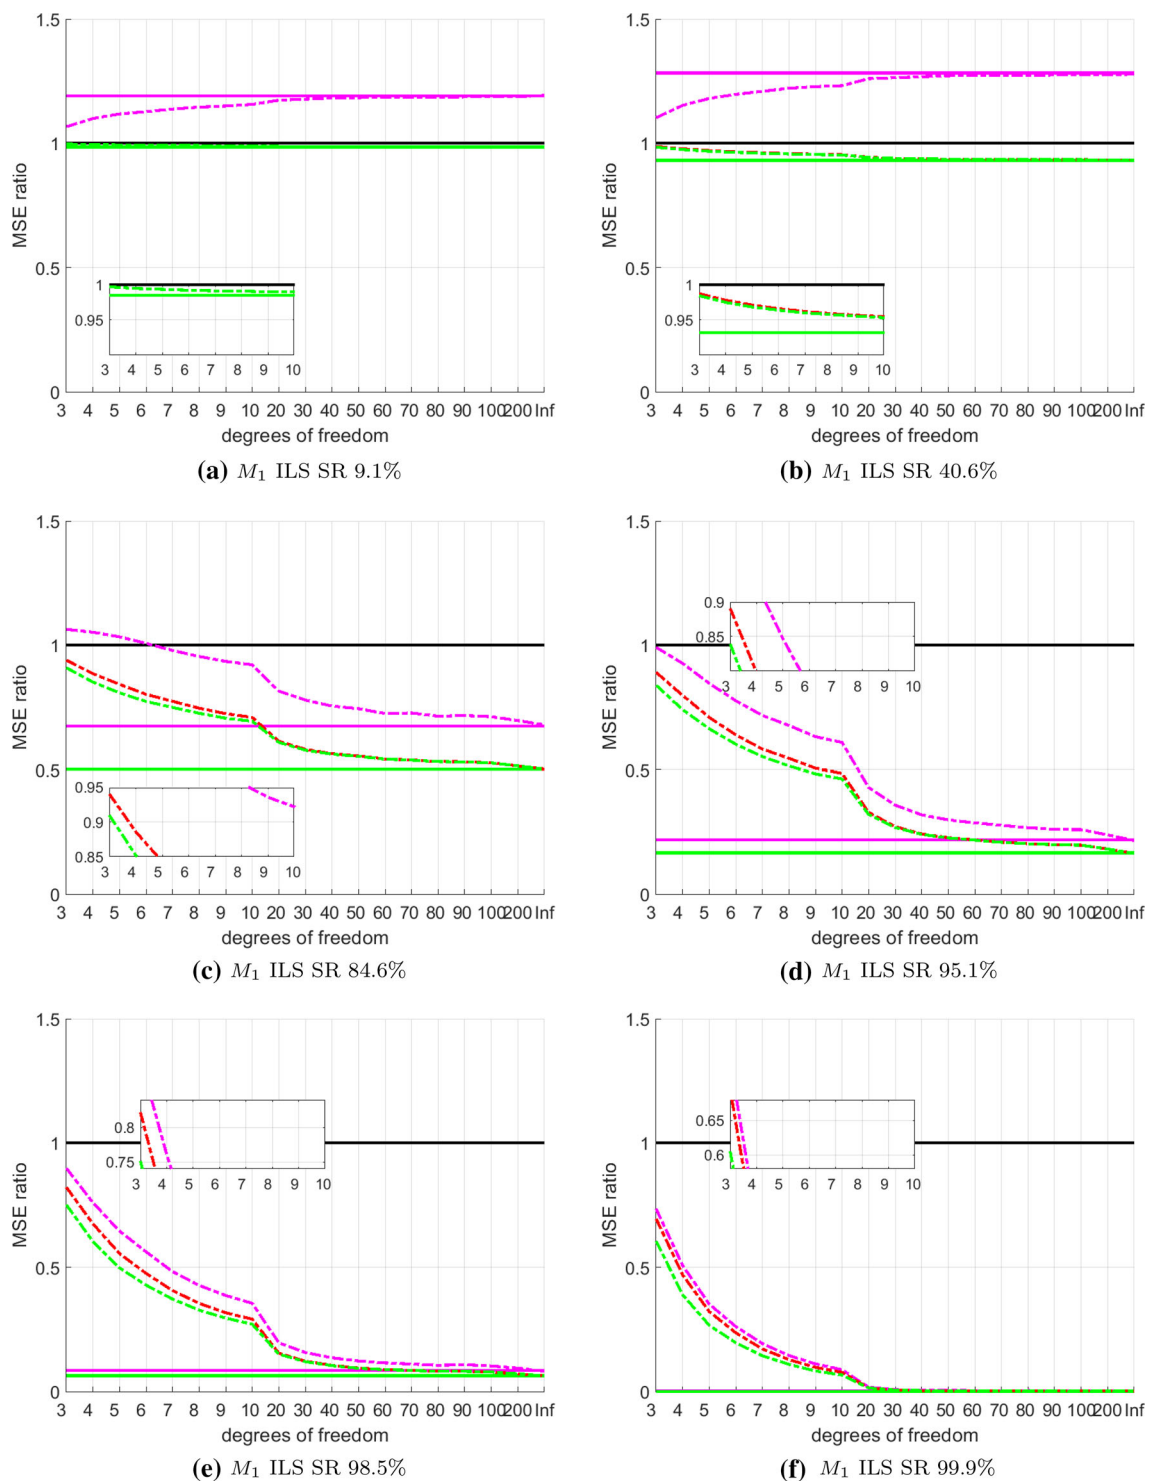 1.5
1
0.5
0
MSE ratio
1
0.95
3 4 5 6 7 8 9 10
3 4 5 6 7 8 9 10 20 30 40 50 60 70 80 90 100 200 Inf
degrees of freedom
(a) M1 ILS SR 9.1%
1.5
1
0.5
0
MSE ratio
1
0.95
3 4 5 6 7 8 9 10
3 4 5 6 7 8 9 10 20 30 40 50 60 70 80 90 100 200 Inf
degrees of freedom
(b) M1 ILS SR 40.6%
1.5
1
0.5
0
MSE ratio
0.95
0.9
0.85
3 4 5 6 7 8 9 10
3 4 5 6 7 8 9 10 20 30 40 50 60 70 80 90 100 200 Inf
degrees of freedom
(c) M1 ILS SR 84.6%
1.5
1
0.5
0
MSE ratio
0.9
0.85
3 4 5 6 7 8 9 10
3 4 5 6 7 8 9 10 20 30 40 50 60 70 80 90 100 200 Inf
degrees of freedom
(d) M1 ILS SR 95.1%
1.5
1
0.5
0
MSE ratio
0.8
0.75
3 4 5 6 7 8 9 10
3 4 5 6 7 8 9 10 20 30 40 50 60 70 80 90 100 200 Inf
degrees of freedom
(e) M1 ILS SR 98.5%
1.5
1
0.5
0
MSE ratio
0.65
0.6
3 4 5 6 7 8 9 10
3 4 5 6 7 8 9 10 20 30 40 50 60 70 80 90 100 200 Inf
degrees of freedom
(f) M1 ILS SR 99.9%